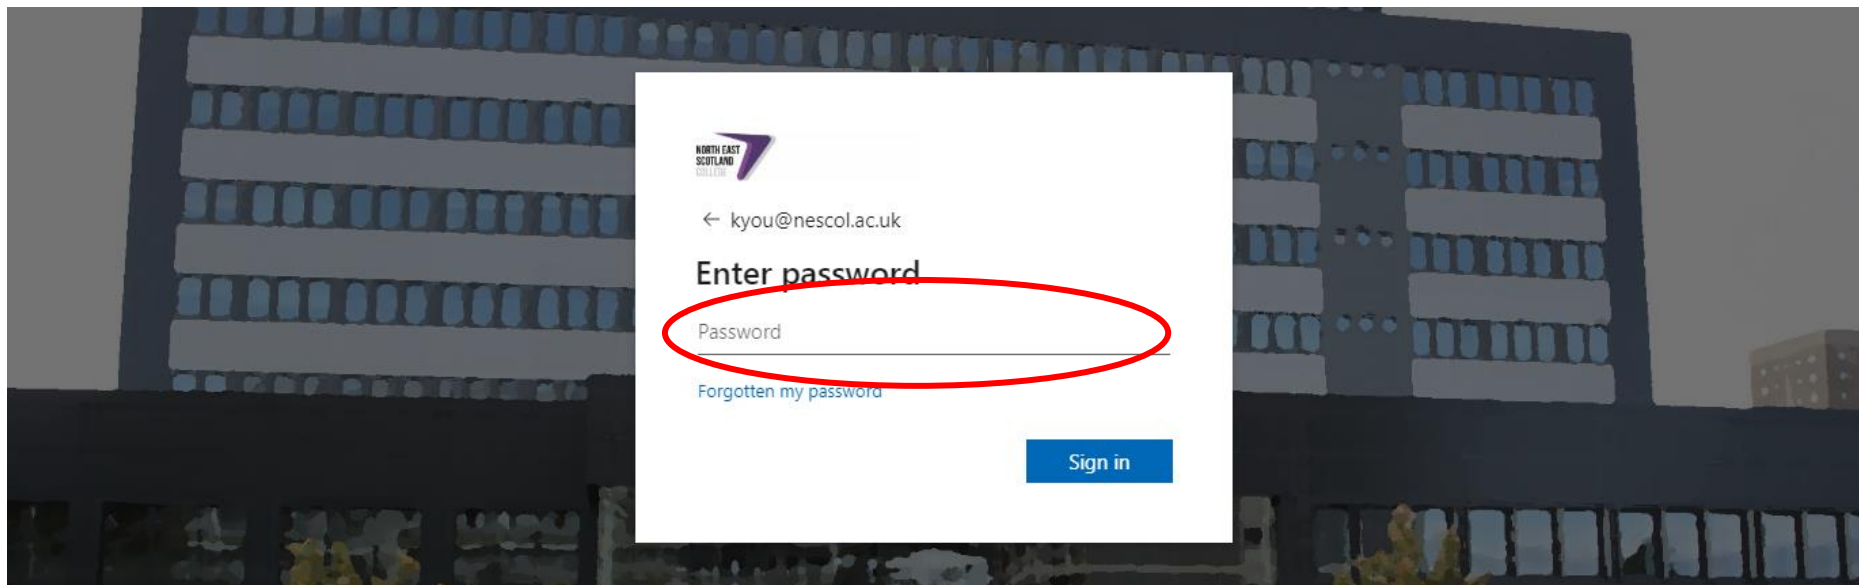 NORTH EAST
SCOTLAND
COLLEGE
← kyou@nescol.ac.uk
Enter password
Password
Forgotten my password
Sign in